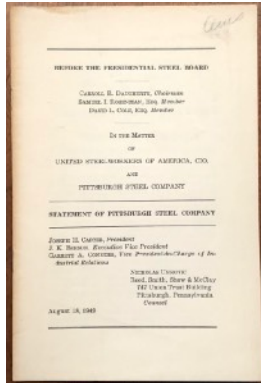 BEFORE THE PRESIDENTIAL STEEL BOARD
CARROLL R. DAUGHERTY, Chairman
SAMUEL I. ROSENMAN, Esq. Member
DAVID L. COLE, Esq. Member
IN THE MATTER
OF
UNITED STEELWORKERS OF AMERICA, CIO.
AND
PITTSBURGH STEEL COMPANY
STATEMENT OF PITTSBURGH STEEL COMPANY
JOSEPH H. CARTER, President
J. K. Executive Vice President
GARRETT A. CONNORS, Vice President-in-Charge of In-
dustrial Relations
NICHOLAS UNKOVIC
Reed, Smith, Shaw & McClay
747 Union Trust Building
Pittsburgh, Pennsylvania
Counsel
August 18, 1949